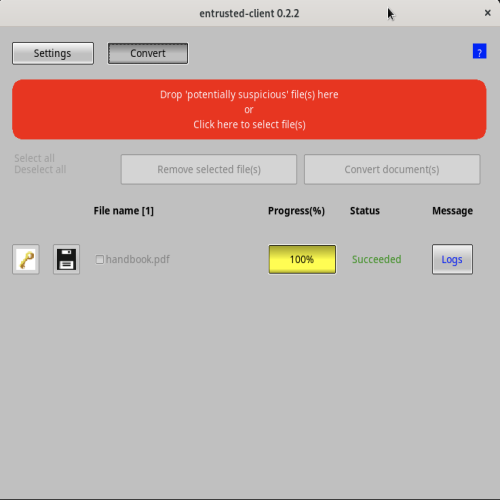 entrusted-client 0.2.2
×
Settings
Convert
?
Drop 'potentially suspicious' file(s) here
or
Click here to select file(s)
Select all
Deselect all
Remove selected file(s)
Convert document(s)
File name [1] Progress(%) Status Message
handbook.pdf 100% Succeeded Logs